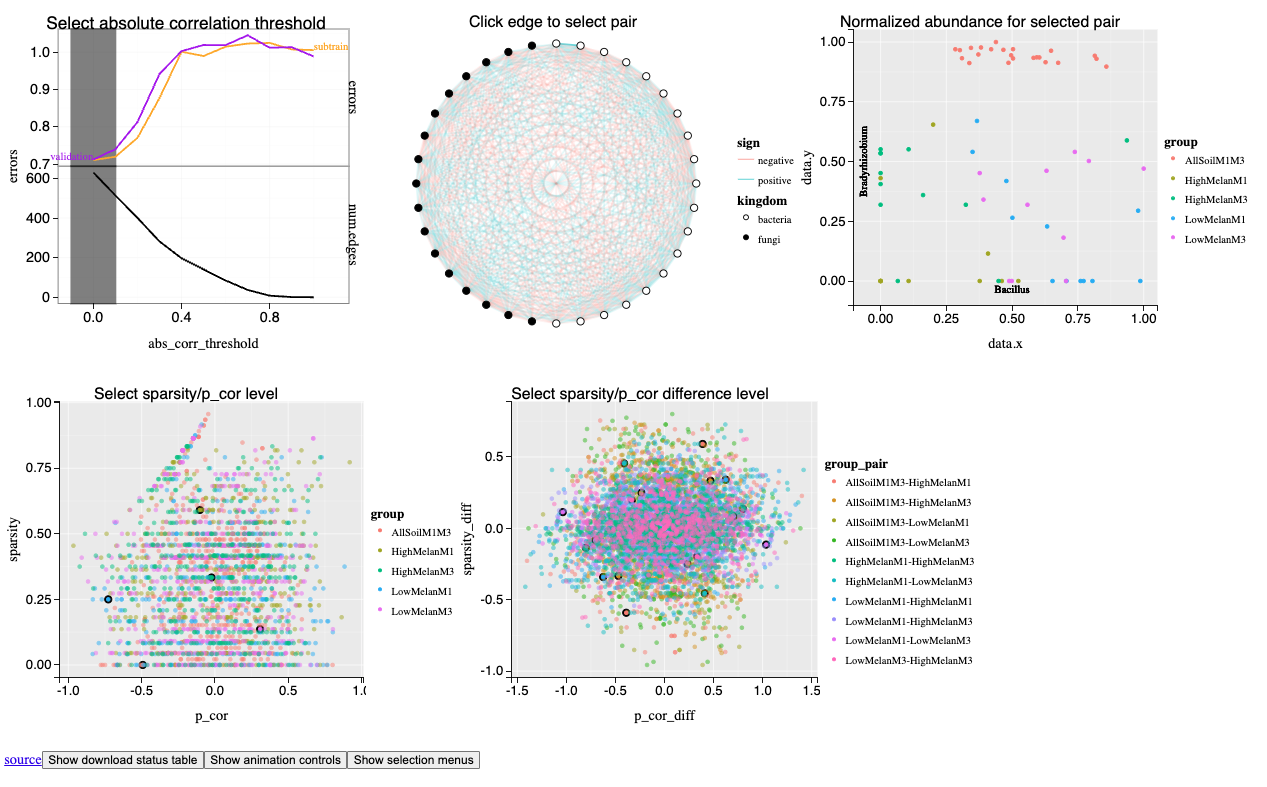 Select absolute correlation threshold
1.0
0.9
0.8
0.7
subtrain
validation
errors
600
400
200
0
num.edges
errors
0.0 0.4 0.8
abs_corr_threshold
Click edge to select pair
sign
negative
positive
kingdom
bacteria
fungi
Normalized abundance for selected pair
1.00
0.75
0.50
0.25
0.00
data.y
Bradyrhizobium
Bacillus
0.00 0.25 0.50 0.75 1.00
data.x
group
AllSoilM1M3
HighMelanM1
HighMelanM3
LowMelanM1
LowMelanM3
Select sparsity/p_cor level
1.00
0.75
0.50
0.25
0.00
sparsity
-1.0 -0.5 0.0 0.5 1.0
p_cor
group
AllSoilM1M3
HighMelanM1
HighMelanM3
LowMelanM1
LowMelanM3
Select sparsity/p_cor difference level
0.5
0.0
-0.5
-1.0
sparsity_diff
-1.5 -1.0 -0.5 0.0 0.5 1.0 1.5
p_cor_diff
group_pair
AllSoilM1M3-HighMelanM1
AllSoilM1M3-HighMelanM3
AllSoilM1M3-LowMelanM1
AllSoilM1M3-LowMelanM3
HighMelanM1-HighMelanM3
HighMelanM1-LowMelanM3
LowMelanM1-HighMelanM1
LowMelanM1-HighMelanM3
LowMelanM1-LowMelanM3
LowMelanM3-HighMelanM3
source Show download status table Show animation controls Show selection menus